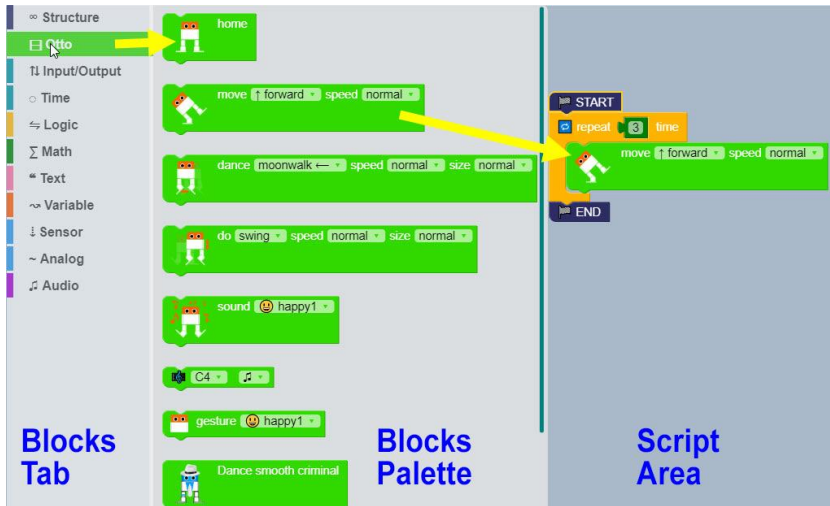 ∞ Structure
Otto
⇅ Input/Output
○ Time
⇋ Logic
∑ Math
❝ Text
↝ Variable
⇂ Sensor
~ Analog
♫ Audio
Blocks
Tab
home
move ↑ forward speed normal
dance moonwalk ← speed normal size normal
do swing speed normal size normal
sound happy1
C4 ♫
gesture happy1
Dance smooth criminal
Blocks
Palette
START
repeat 3 time
move ↑ forward speed normal
END
Script
Area